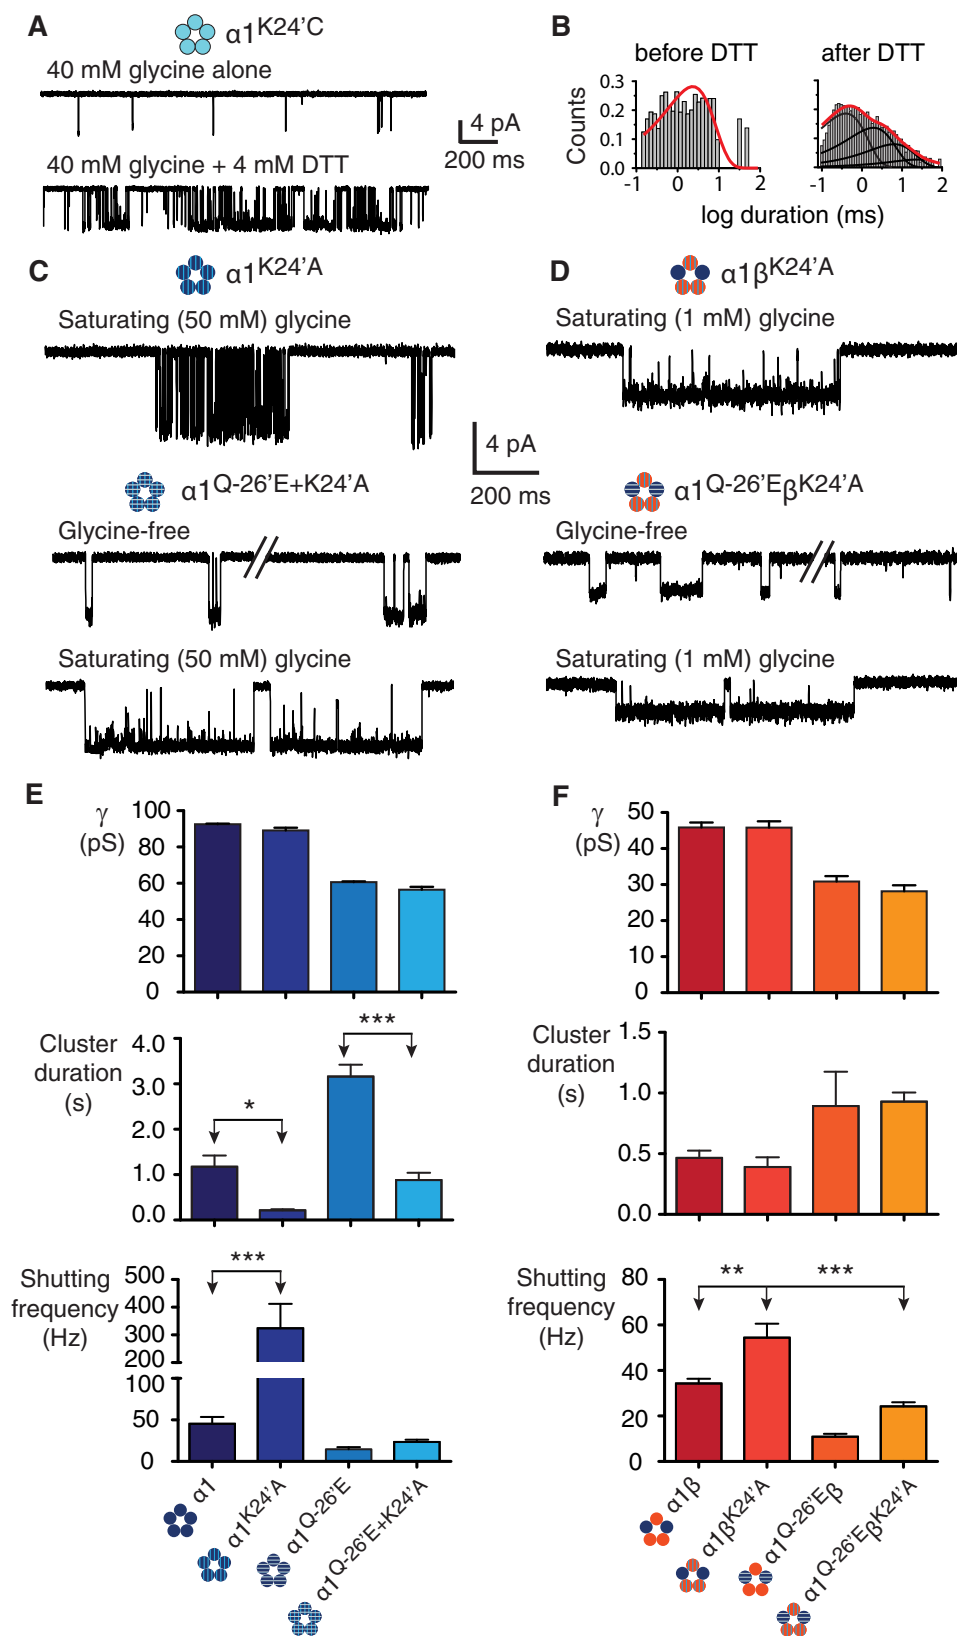 A
α1K24'C
40 mM glycine alone
4 pA
200 ms
40 mM glycine + 4 mM DTT
B
before DTT
after DTT
Counts
0.3
0.2
0.1
0.0
-1 0 1 2
-1 0 1 2
log duration (ms)
C
α1K24'A
Saturating (50 mM) glycine
D
α1βK24'A
Saturating (1 mM) glycine
4 pA
200 ms
α1Q-26'E+K24'A
Glycine-free
Saturating (50 mM) glycine
α1Q-26'EβK24'A
Glycine-free
Saturating (1 mM) glycine
E
γ
(pS)
100
80
60
40
20
0
Cluster
duration
(s)
4.0
3.0
2.0
1.0
0.0
*
***
Shutting
frequency
(Hz)
500
400
300
200
100
50
0
***
α1
α1K24'A
α1Q-26'E
α1Q-26'E+K24'A
F
γ
(pS)
50
40
30
20
10
0
Cluster
duration
(s)
1.5
1.0
0.5
0.0
Shutting
frequency
(Hz)
80
60
40
20
0
**
***
α1β
α1βK24'A
α1Q-26'Eβ
α1Q-26'EβK24'A